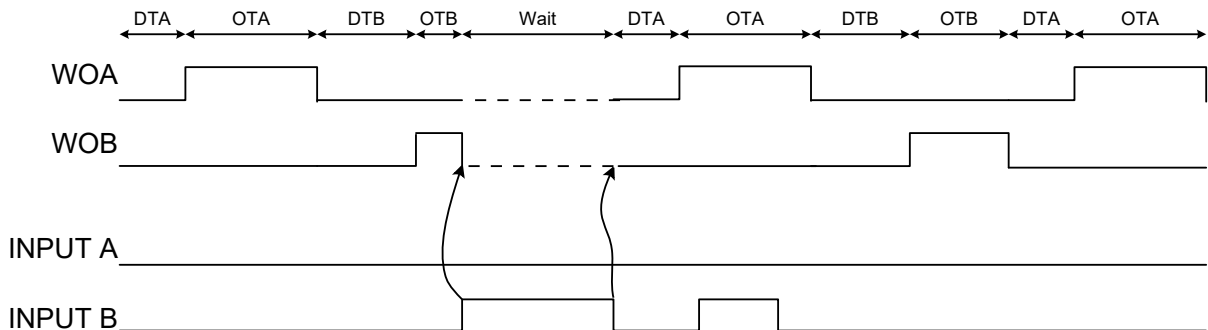 DTA OTA DTB OTB Wait DTA OTA DTB OTB DTA OTA
WOA
WOB
INPUT A
INPUT B